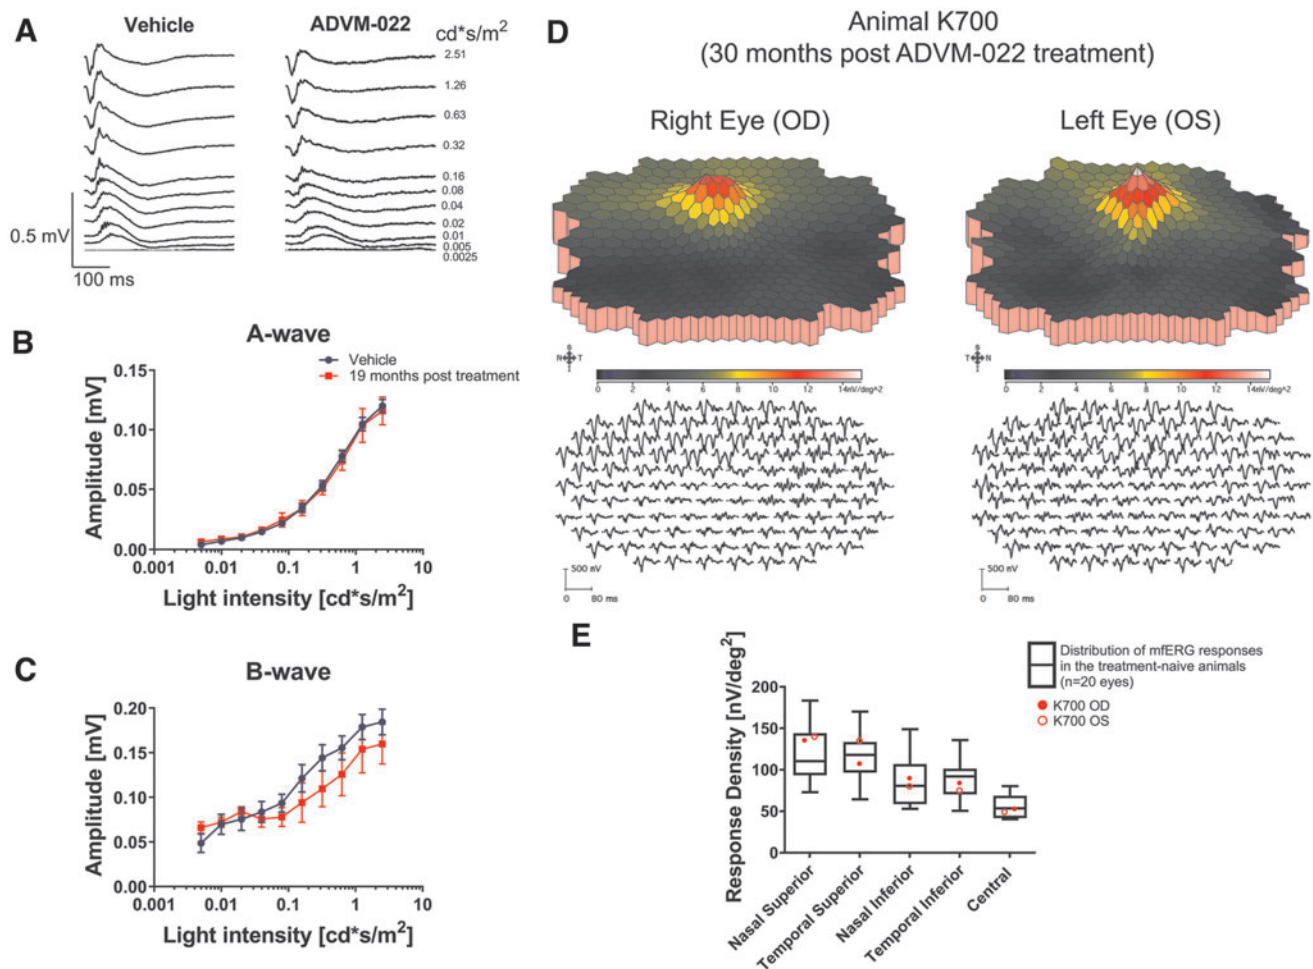 A
Vehicle
ADVM-022
cd*s/m²
2.51
1.26
0.63
0.32
0.16
0.08
0.04
0.02
0.01
0.005
0.0025
0.5 mV
100 ms
B
A-wave
Vehicle
19 months post treatment
Amplitude [mV]
0.15
0.10
0.05
0.00
0.001 0.01 0.1 1 10
Light intensity [cd*s/m²]
C
B-wave
Amplitude [mV]
0.20
0.15
0.10
0.05
0.00
0.001 0.01 0.1 1 10
Light intensity [cd*s/m²]
D
Animal K700
(30 months post ADVM-022 treatment)
Right Eye (OD)
Left Eye (OS)
S
N T
I
0 2 4 6 8 10 12 14nV/deg^2
500 mV
0 80 ms
S
T N
I
0 2 4 6 8 10 12 14nV/deg^2
500 mV
0 80 ms
E
Distribution of mfERG responses
in the treatment-naive animals
(n=20 eyes)
K700 OD
K700 OS
Response Density [nV/deg²]
200
150
100
50
0
Nasal Superior
Temporal Superior
Nasal Inferior
Temporal Inferior
Central